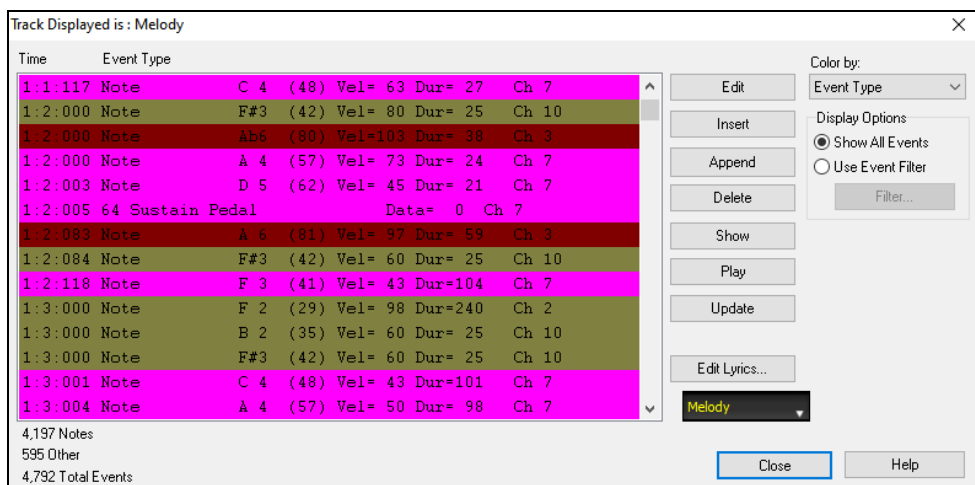 Track Displayed is : Melody
Time Event Type
1:1:117 Note C 4 (48) Vel= 63 Dur= 27 Ch 7
1:2:000 Note F#3 (42) Vel= 80 Dur= 25 Ch 10
1:2:000 Note Ab6 (80) Vel=103 Dur= 38 Ch 3
1:2:000 Note A 4 (57) Vel= 73 Dur= 24 Ch 7
1:2:003 Note D 5 (62) Vel= 45 Dur= 21 Ch 7
1:2:005 64 Sustain Pedal Data= 0 Ch 7
1:2:083 Note A 6 (81) Vel= 97 Dur= 59 Ch 3
1:2:084 Note F#3 (42) Vel= 60 Dur= 25 Ch 10
1:2:118 Note F 3 (41) Vel= 43 Dur=104 Ch 7
1:3:000 Note F 2 (29) Vel= 98 Dur=240 Ch 2
1:3:000 Note B 2 (35) Vel= 60 Dur= 25 Ch 10
1:3:000 Note F#3 (42) Vel= 60 Dur= 25 Ch 10
1:3:001 Note C 4 (48) Vel= 43 Dur=101 Ch 7
1:3:004 Note A 4 (57) Vel= 50 Dur= 98 Ch 7
4,197 Notes
595 Other
4,792 Total Events
Edit
Insert
Append
Delete
Show
Play
Update
Edit Lyrics...
Melody
Color by:
Event Type
Display Options
Show All Events
Use Event Filter
Filter...
Close
Help